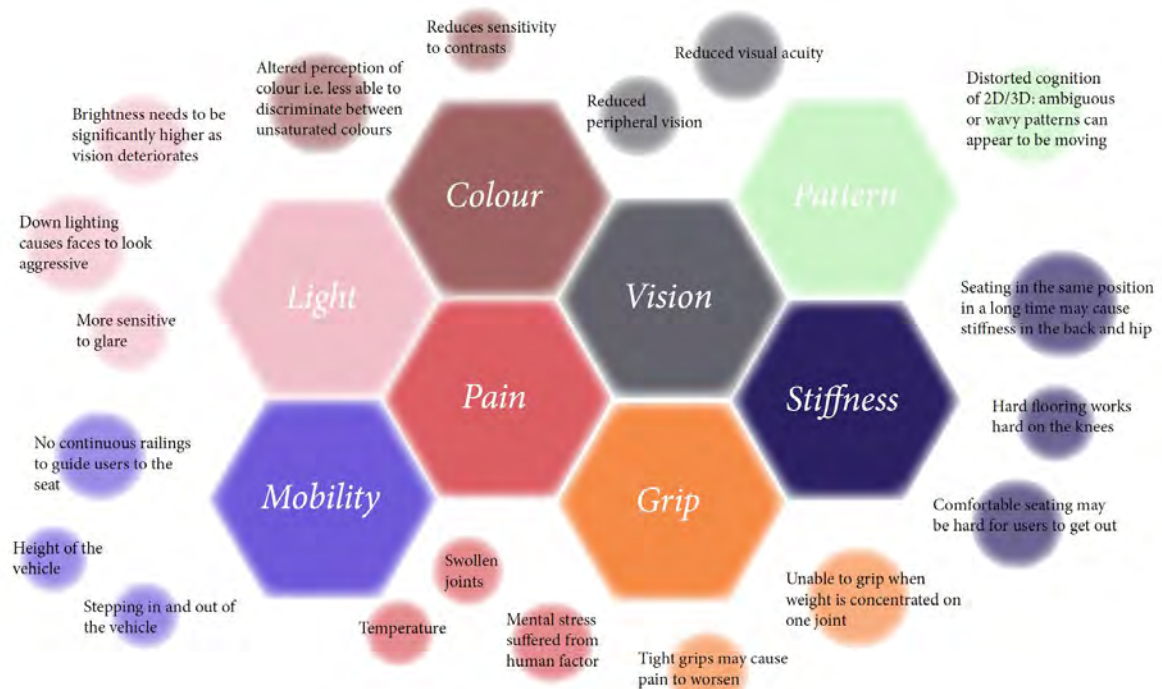 Reduces sensitivity
to contrasts
Reduced visual acuity
Altered perception of
colour i.e. less able to
discriminate between
unsaturated colours
Distorted cognition
of 2D/3D: ambiguous
or wavy patterns can
appear to be moving
Brightness needs to be
significantly higher as
vision deteriorates
Reduced
peripheral vision
Colour
Pattern
Down lighting
causes faces to look
aggressive
Light
Vision
Seating in the same position
in a long time may cause
stiffness in the back and hip
More sensitive
to glare
Pain
Stiffness
Hard flooring works
hard on the knees
No continuous railings
to guide users to the
seat
Mobility
Grip
Comfortable seating may
be hard for users to get out
Height of the
vehicle
Swollen
joints
Unable to grip when
weight is concentrated on
one joint
Stepping in and out of
the vehicle
Temperature
Mental stress
suffered from
human factor
Tight grips may cause
pain to worsen